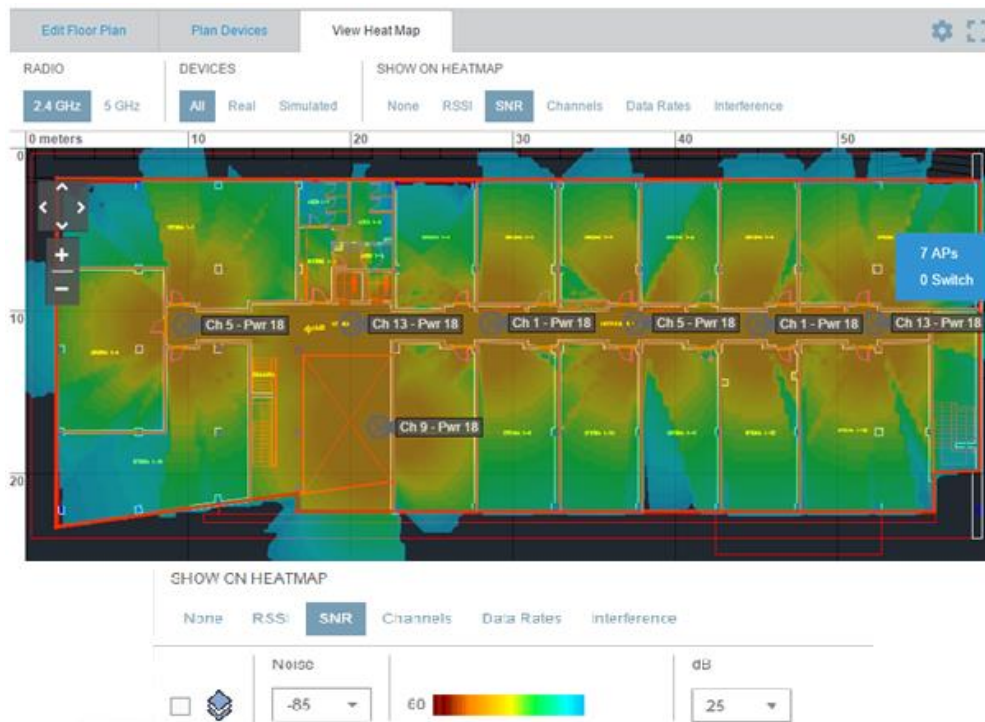 Edit Floor Plan Plan Devices View Heat Map
RADIO DEVICES SHOW ON HEATMAP
2.4 GHz 5 GHz All Real Simulated None RSSI SNR Channels Data Rates Interference
0 meters 10 20 30 40 50
0
7 APs
0 Switch
10
Ch 5 - Pwr 18 Ch 13 - Pwr 18 Ch 1 - Pwr 18 Ch 5 - Pwr 18 Ch 1 - Pwr 18 Ch 13 - Pwr 18
Ch 9 - Pwr 18
20
SHOW ON HEATMAP
None RSSI SNR Channels Data Rates Interference
Noise dB
-85 60 25